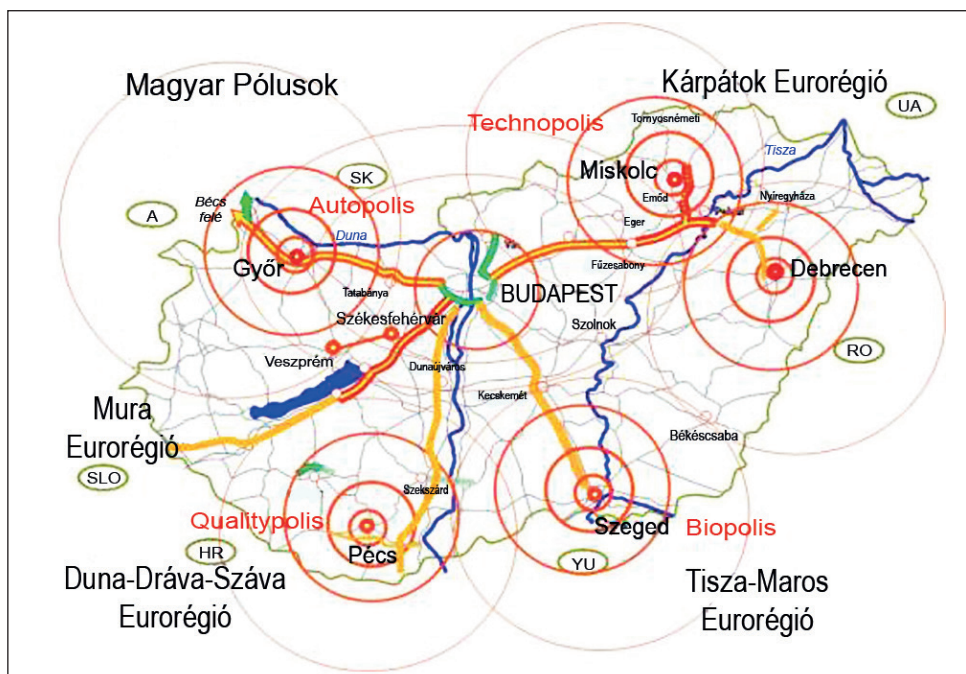 Magyar Pólusok
Kárpátok Eurorégió
UA
Technopolis
Tornyosnémeti
Tisza
Miskolc
SK
Emőd
Nyíregyháza
A
Bécs
felé
Autopolis
Duna
Eger
Győr
Füzesabony
Debrecen
Tatabánya
BUDAPEST
Székesfehérvár
Szolnok
Veszprém
RO
Dunaújváros
Kecskemét
Mura
Eurorégió
Békéscsaba
SLO
Szekszárd
Qualitypolis
Szeged
Biopolis
HR
Pécs
YU
Duna-Dráva-Száva
Eurorégió
Tisza-Maros
Eurorégió